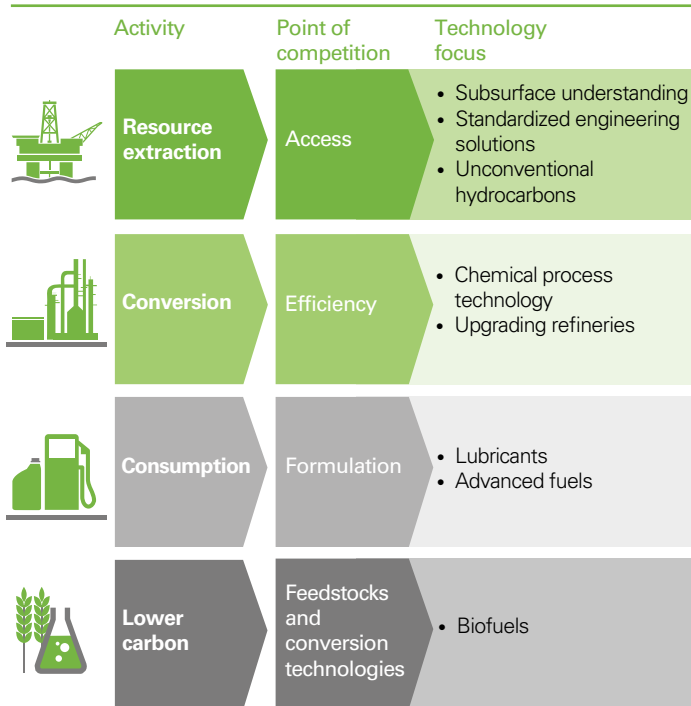 Activity
Point of competition
Technology focus
Resource extraction
Access
• Subsurface understanding
• Standardized engineering
solutions
• Unconventional
hydrocarbons
Conversion
Efficiency
• Chemical process
technology
• Upgrading refineries
Consumption
Formulation
• Lubricants
• Advanced fuels
Lower
carbon
Feedstocks
and
conversion
technologies
• Biofuels